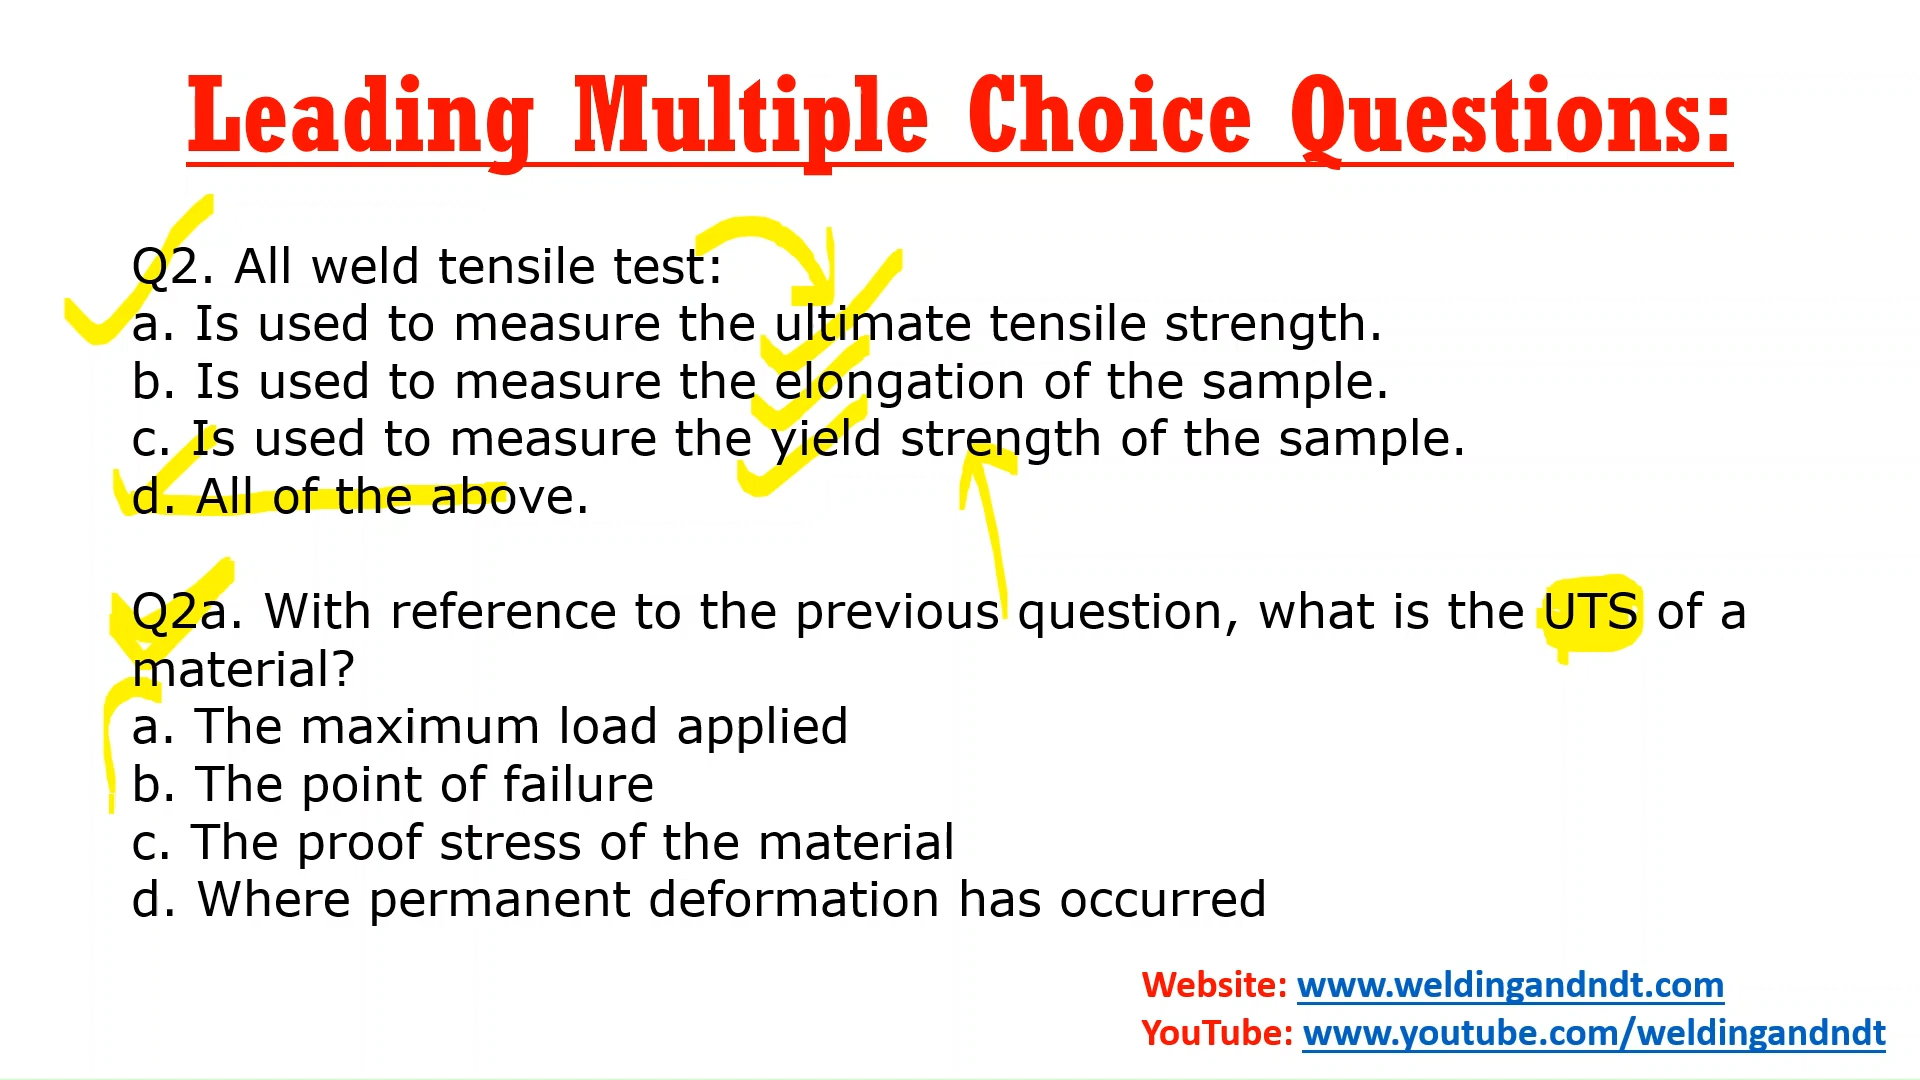 Leading Multiple Choice Questions:
Q2. All weld tensile test:
a. Is used to measure the ultimate tensile strength.
b. Is used to measure the elongation of the sample.
c. Is used to measure the yield strength of the sample.
d. All of the above.
Q2a. With reference to the previous question, what is the UTS of a
material?
a. The maximum load applied
b. The point of failure
c. The proof stress of the material
d. Where permanent deformation has occurred
Website: www.weldingandndt.com
YouTube: www.youtube.com/weldingandndt